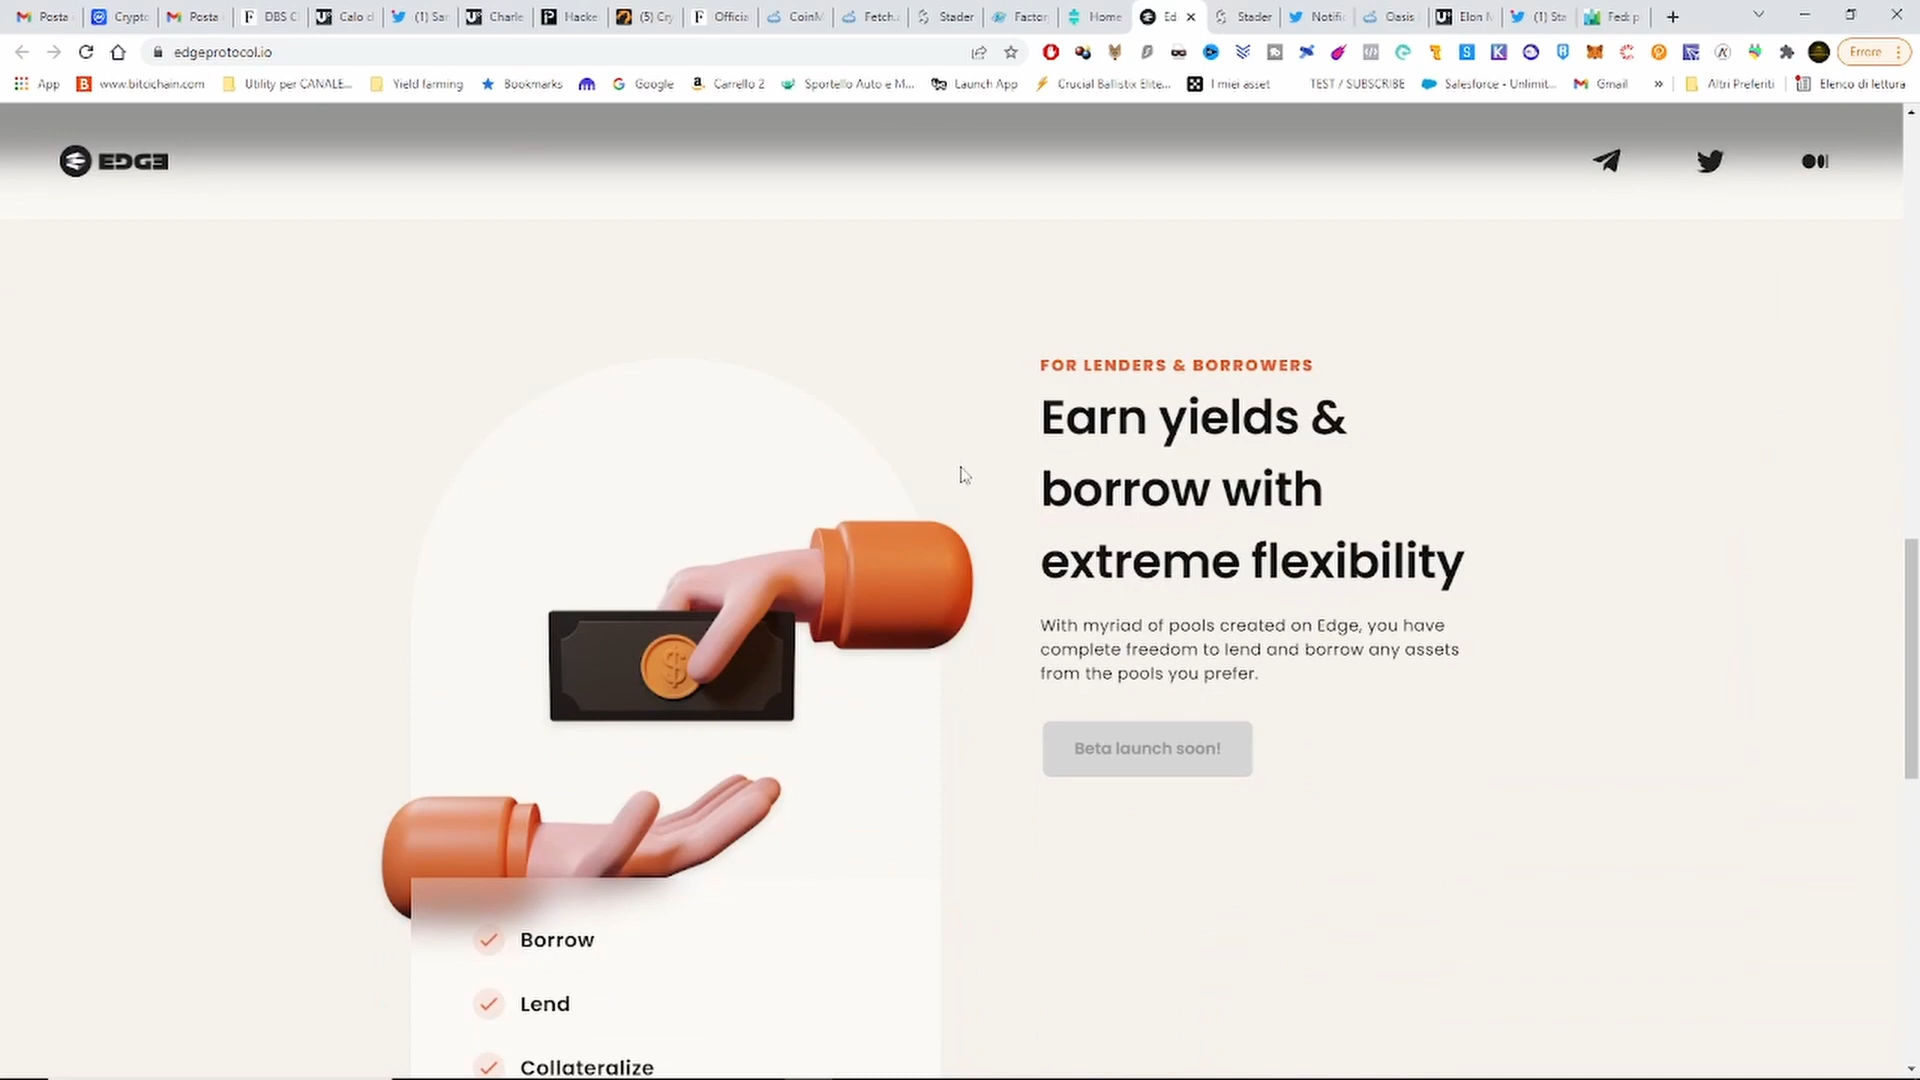 Posta
Crypto
Posta
DBS C
Calo d
(1) Sar
Charle
Hacke
(5) Cry
Officia
CoinM
Fetch.
Stader
Factor
Home
Ed
Stader
Notific
Oasis
Elon M
(1) Sta
Fed: p
edgeprotocol.io
Errore
App
www.bitcichain.com
Utility per CANALE...
Yield farming
Bookmarks
Google
Carrello 2
Sportello Auto e M...
Launch App
Crucial Ballistix Elite...
I miei asset
TEST / SUBSCRIBE
Salesforce - Unlimit...
Gmail
»
Altri Preferiti
Elenco di lettura
EDGE
FOR LENDERS & BORROWERS
Earn yields &
borrow with
extreme flexibility
With myriad of pools created on Edge, you have
complete freedom to lend and borrow any assets
from the pools you prefer.
Beta launch soon!
Borrow
Lend
Collateralize